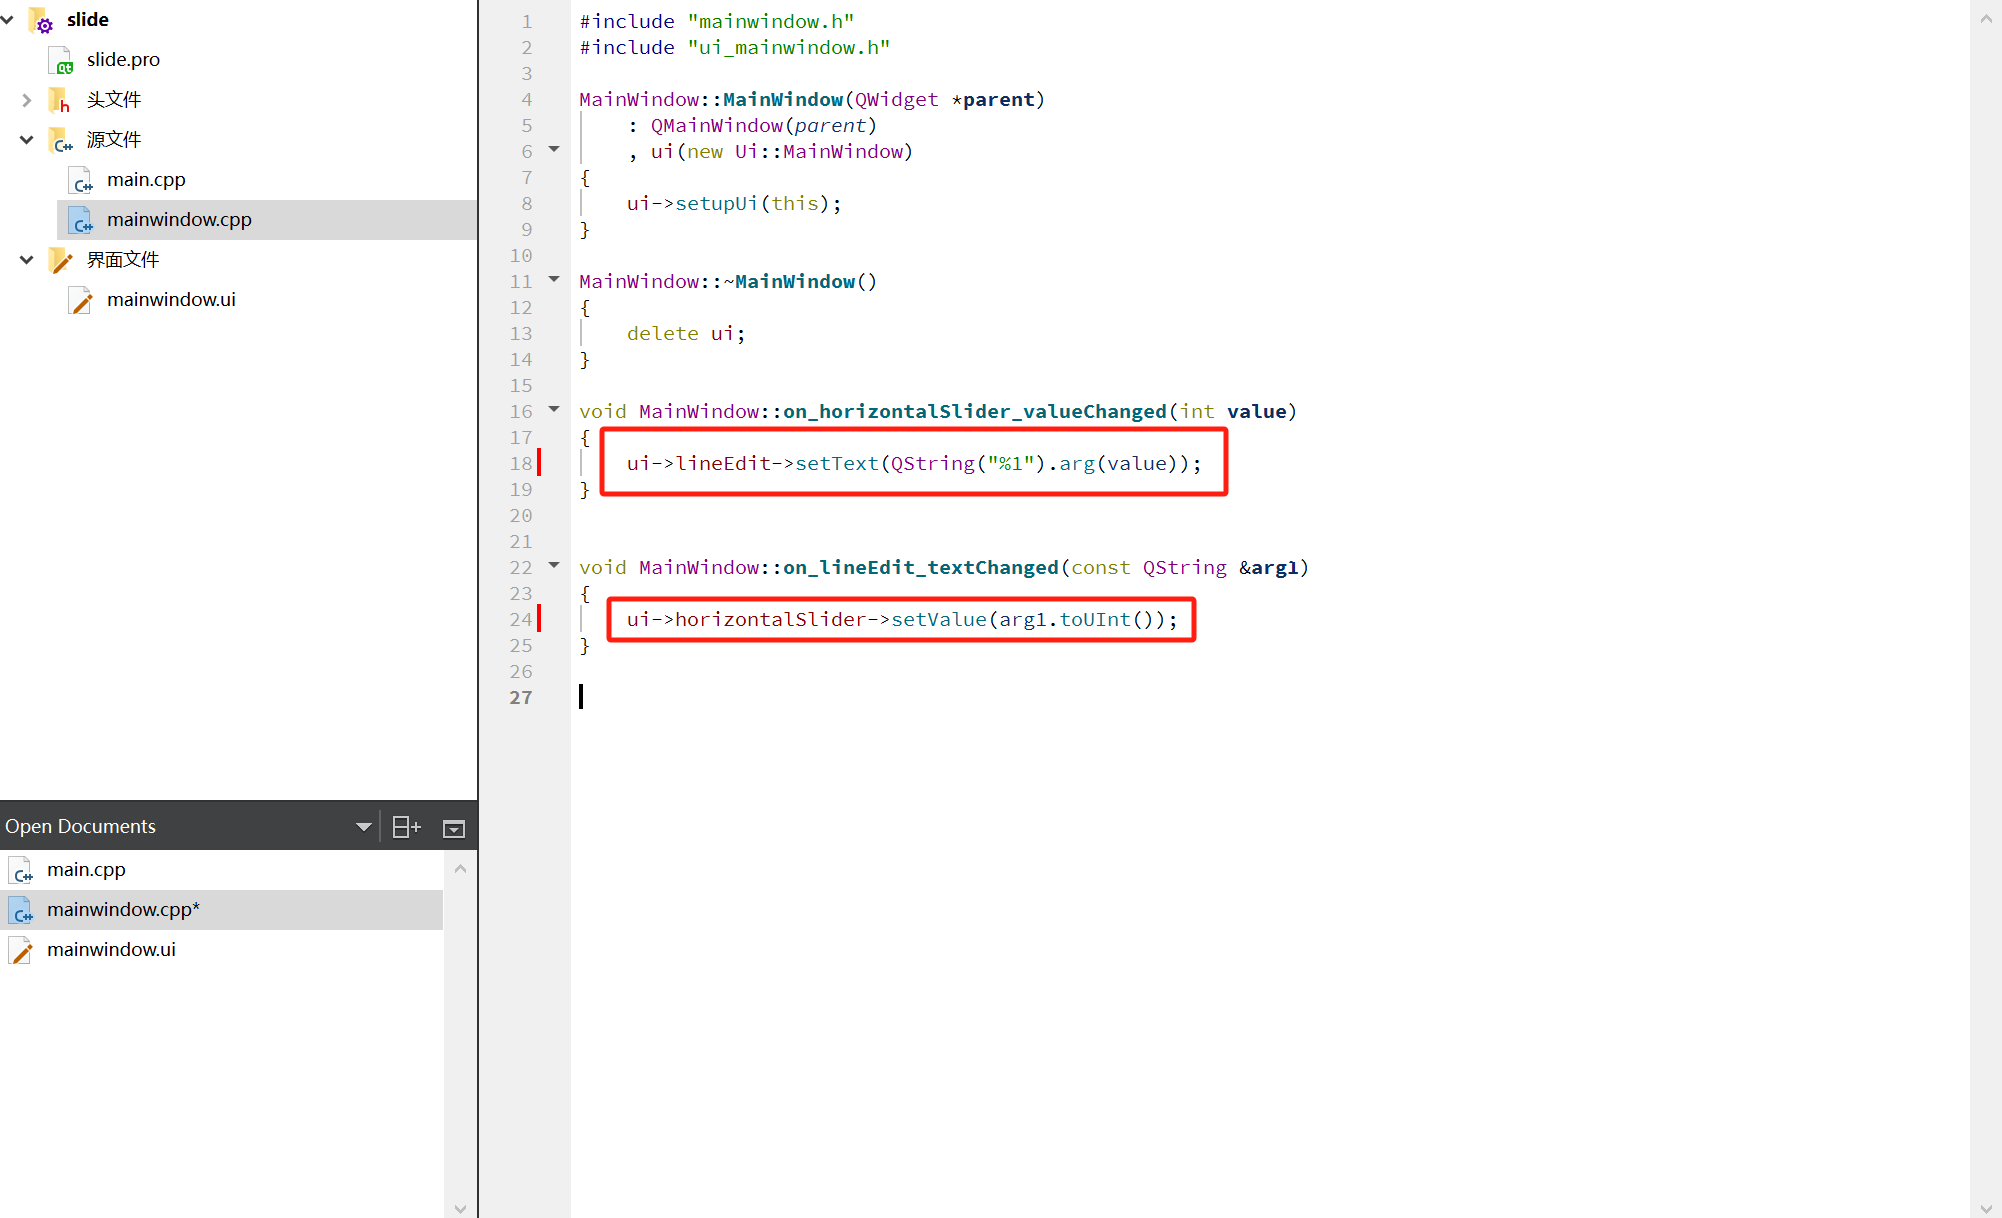 slide
slide.pro
头文件
源文件
main.cpp
mainwindow.cpp
界面文件
mainwindow.ui
Open Documents
main.cpp
mainwindow.cpp*
mainwindow.ui
1 #include "mainwindow.h"
2 #include "ui_mainwindow.h"
3
4 MainWindow::MainWindow(QWidget *parent)
5     : QMainWindow(parent)
6     , ui(new Ui::MainWindow)
7 {
8     ui->setupUi(this);
9 }
10
11 MainWindow::~MainWindow()
12 {
13     delete ui;
14 }
15
16 void MainWindow::on_horizontalSlider_valueChanged(int value)
17 {
18     ui->lineEdit->setText(QString("%1").arg(value));
19 }
20
21
22 void MainWindow::on_lineEdit_textChanged(const QString &arg1)
23 {
24     ui->horizontalSlider->setValue(arg1.toUInt());
25 }
26
27